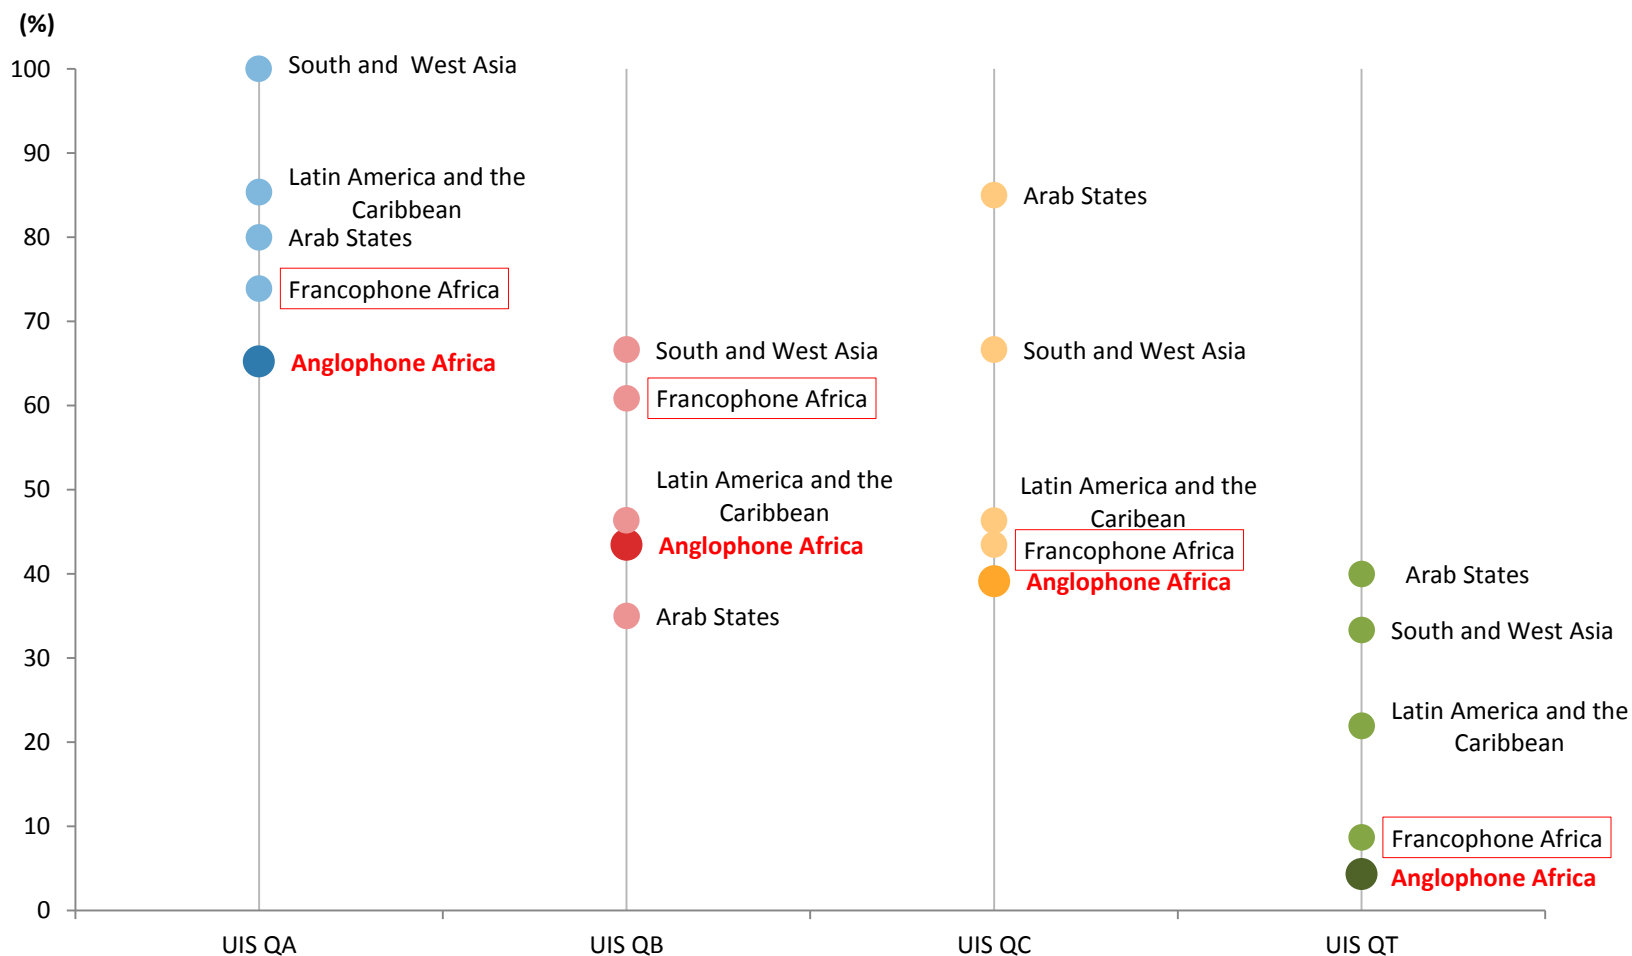 (%)
100
90
80
70
60
50
40
30
20
10
0
South and West Asia
Latin America and the
Caribbean
Arab States
Francophone Africa
Anglophone Africa
South and West Asia
Francophone Africa
Latin America and the
Caribbean
Anglophone Africa
Arab States
Arab States
South and West Asia
Latin America and the
Caribean
Francophone Africa
Anglophone Africa
Arab States
South and West Asia
Latin America and the
Caribbean
Francophone Africa
Anglophone Africa
UIS QA
UIS QB
UIS QC
UIS QT